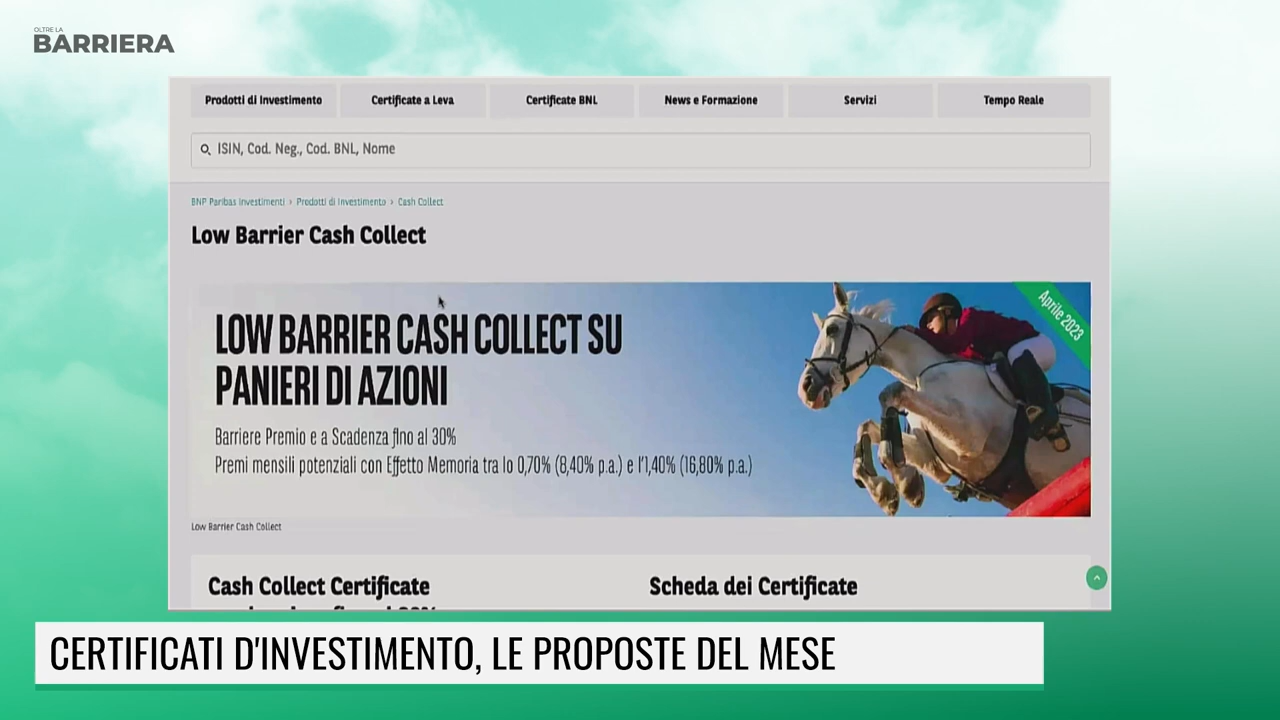 OLTRE LA
BARRIERA
Prodotti di Investimento
Certificate a Leva
Certificate BNL
News e Formazione
Servizi
Tempo Reale
ISIN, Cod. Neg., Cod. BNL, Nome
BNP Paribas Investimenti › Prodotti di Investimento › Cash Collect
Low Barrier Cash Collect
Aprile 2023
LOW BARRIER CASH COLLECT SU
PANIERI DI AZIONI
Barriere Premio e a Scadenza fino al 30%
Premi mensili potenziali con Effetto Memoria tra lo 0,70% (8,40% p.a.) e l'1,40% (16,80% p.a.)
Low Barrier Cash Collect
Cash Collect Certificate
Scheda dei Certificate
CERTIFICATI D'INVESTIMENTO, LE PROPOSTE DEL MESE